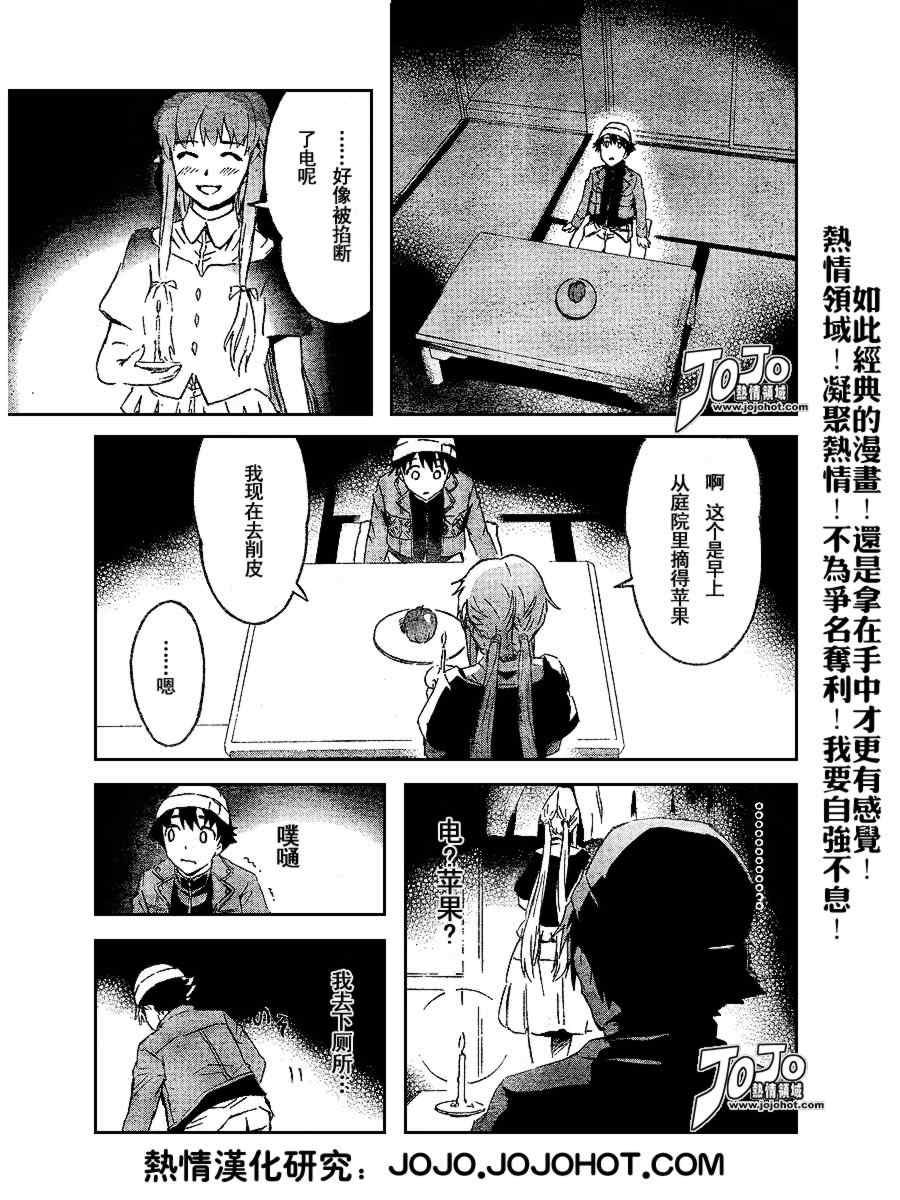 ……好像被掐断
了电呢
JOJO
熱情領域
www.jojohot.com
啊 这个是早上
从庭院里摘得苹果
我现在去削皮
……嗯
。。。。。。。。
电？苹果？
噗嗵
我去下厕所…
いそ
JOJO
熱情領域
www.jojohot.com
如此經典的漫畫！還是拿在手中才更有感覺！
熱情領域！凝聚熱情！不為爭名奪利！我要自強不息！
熱情漢化研究：JOJO.JOJOHOT.COM